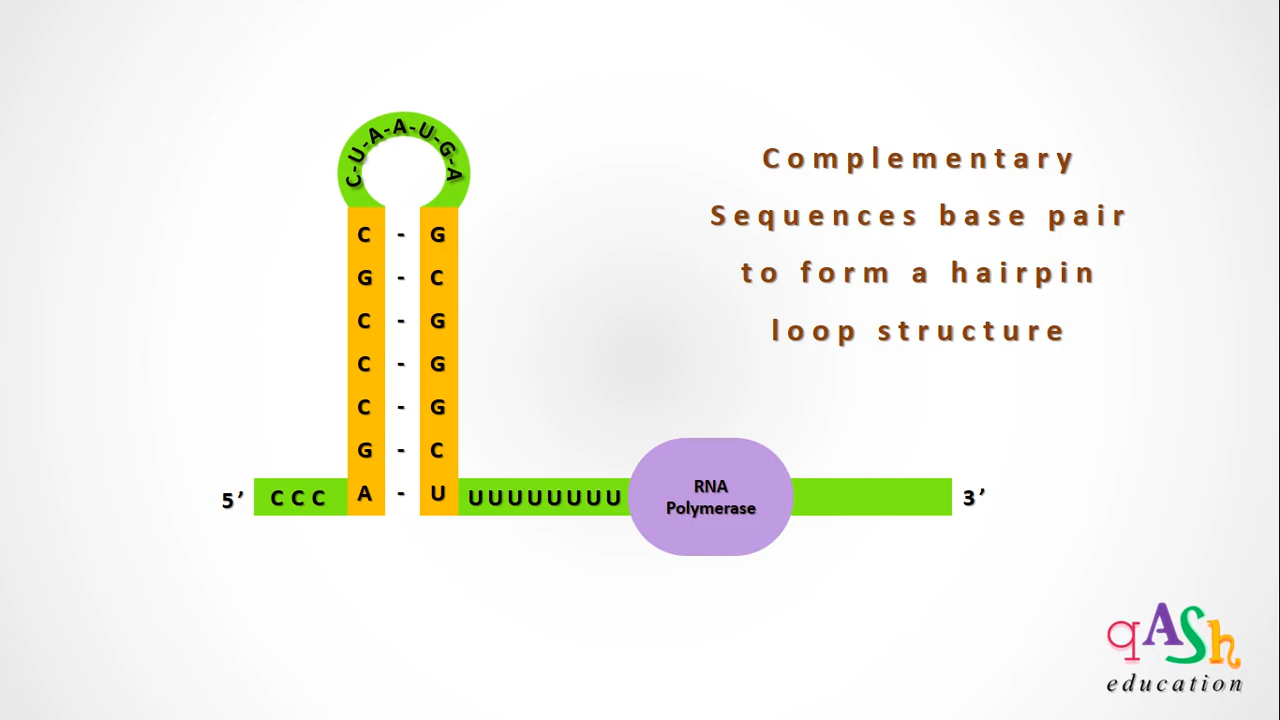 C-U-A-A-U-G-A
C - G
G - C
C - G
C - G
C - G
G - C
5’ CCC A - U UUUUUUUU RNA Polymerase 3’
Complementary
Sequences base pair
to form a hairpin
loop structure
qASh
education